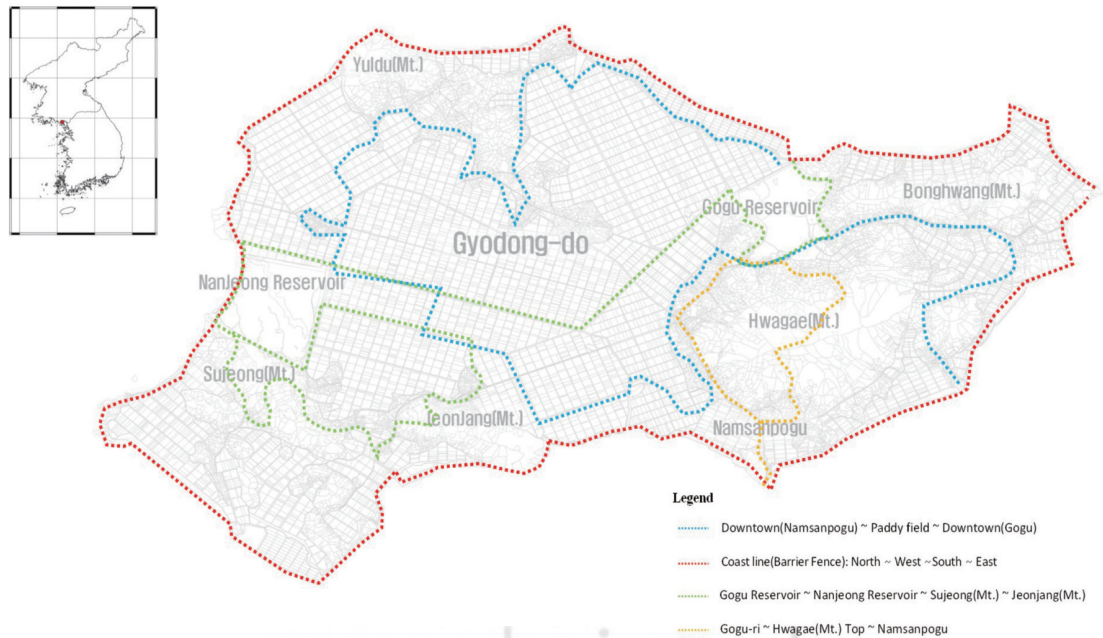 Yuldu(Mt.)
Bonghwang(Mt.)
Gogu Reservoir
Gyodong-do
Nanjeong Reservoir
Hwagae(Mt.)
Sujeong(Mt.)
Jeonjang(Mt.)
Namsanpogu
Legend
Downtown(Namsanpogu) ~ Paddy field ~ Downtown(Gogu)
Coast line(Barrier Fence): North ~ West ~South ~ East
Gogu Reservoir ~ Nanjeong Reservoir ~ Sujeong(Mt.) ~ Jeonjang(Mt.)
Gogu-ri ~ Hwagae(Mt.) Top ~ Namsanpogu